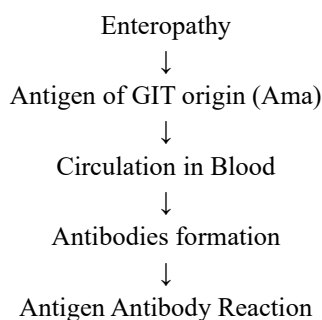 Enteropathy
↓
Antigen of GIT origin (Ama)
↓
Circulation in Blood
↓
Antibodies formation
↓
Antigen Antibody Reaction